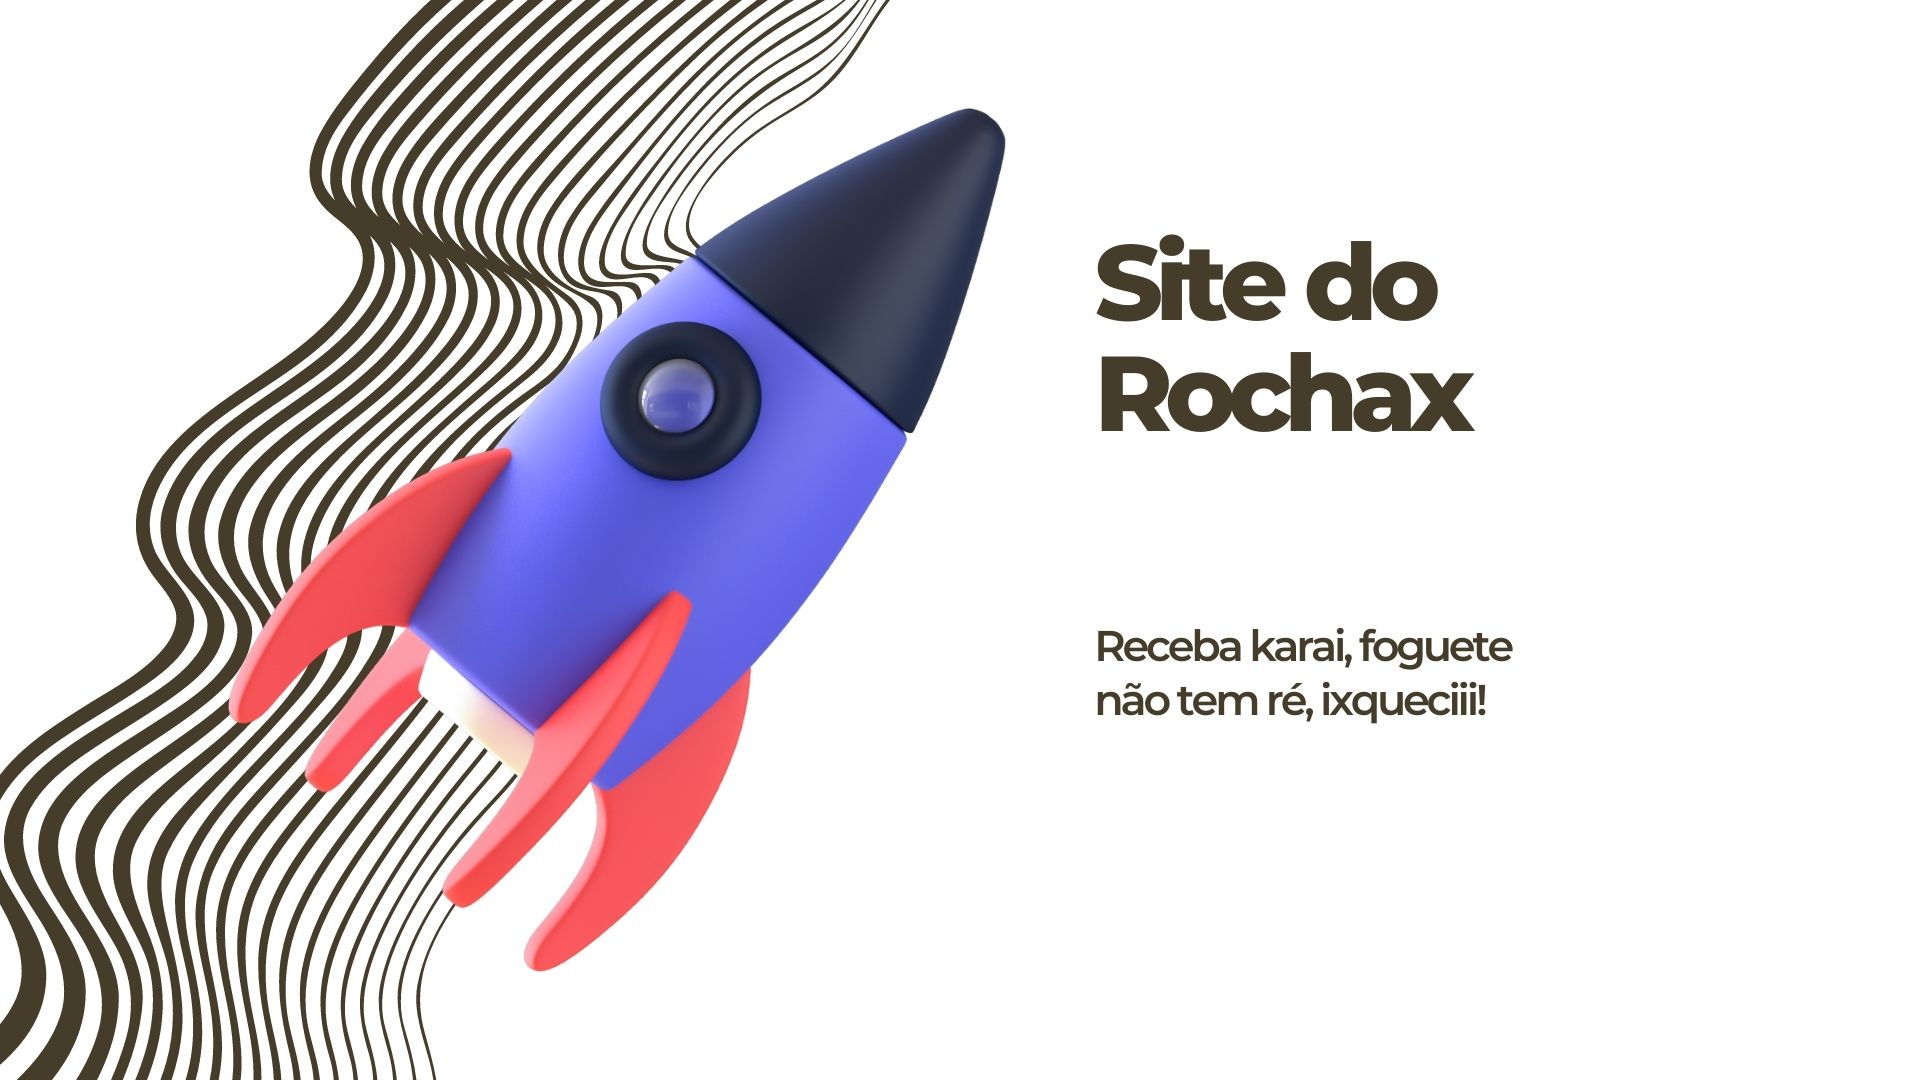 Site do
Rochax
Receba karai, foguete
não tem ré, ixqueciii!